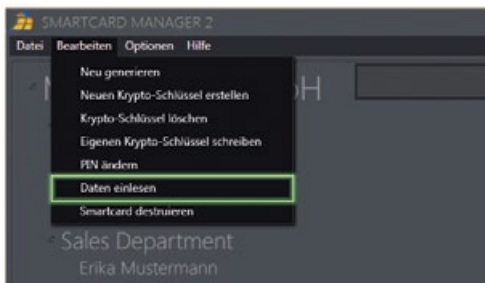 SMARTCARD MANAGER 2
Datei Bearbeiten Optionen Hilfe
Neu generieren
Neuen Krypto-Schlüssel erstellen
Krypto-Schlüssel löschen
Eigenen Krypto-Schlüssel schreiben
PIN ändern
Daten einlesen
Smartcard destruieren
Sales Department
Erika Mustermann